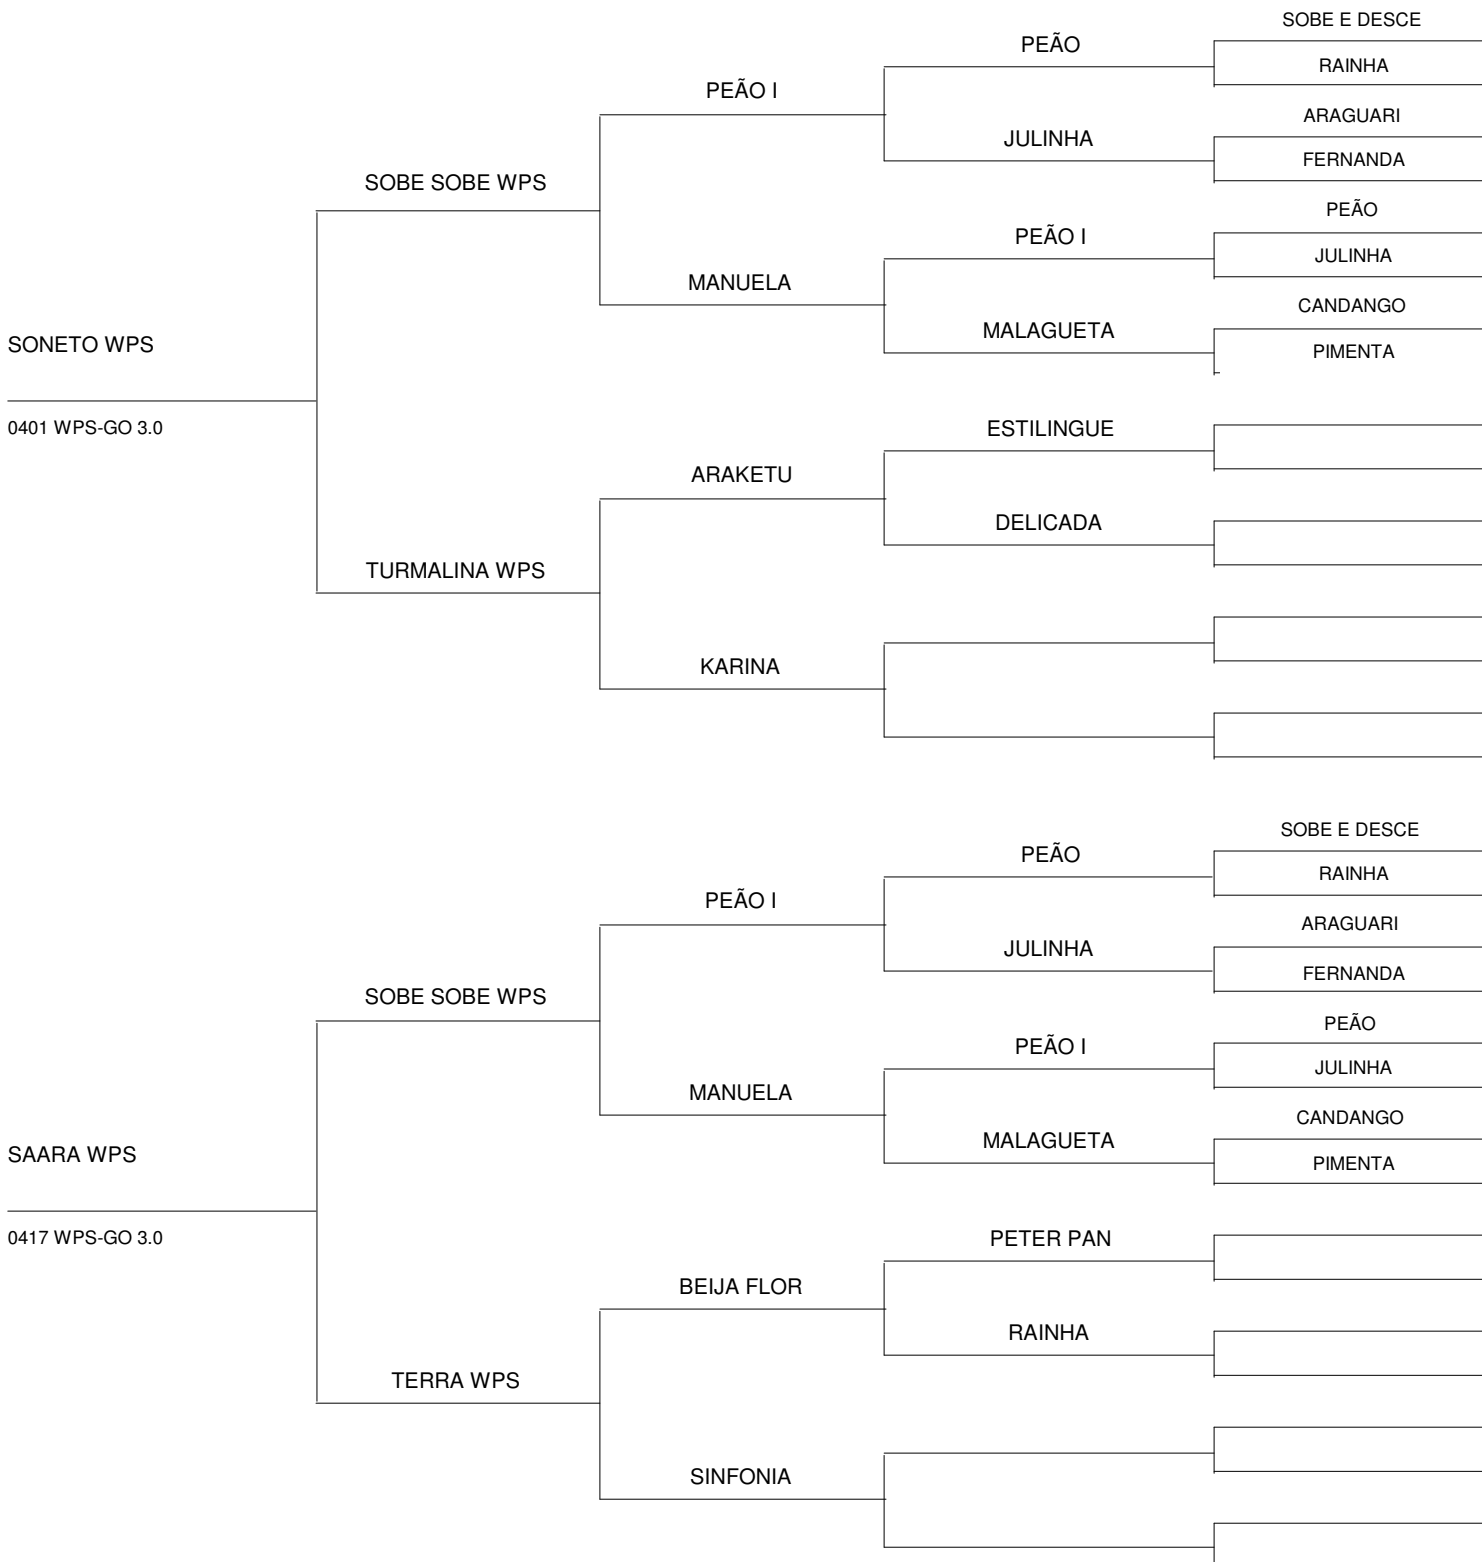 SOBE E DESCE
PEÃO
RAINHA
PEÃO I
ARAGUARI
JULINHA
FERNANDA
SOBE SOBE WPS
PEÃO
PEÃO I
JULINHA
MANUELA
CANDANGO
MALAGUETA
SONETO WPS
PIMENTA
0401 WPS-GO 3.0
ESTILINGUE
ARAKETU
DELICADA
TURMALINA WPS
KARINA
SOBE E DESCE
PEÃO
RAINHA
PEÃO I
ARAGUARI
JULINHA
FERNANDA
SOBE SOBE WPS
PEÃO
PEÃO I
JULINHA
MANUELA
CANDANGO
MALAGUETA
SAARA WPS
PIMENTA
0417 WPS-GO 3.0
PETER PAN
BEIJA FLOR
RAINHA
TERRA WPS
SINFONIA